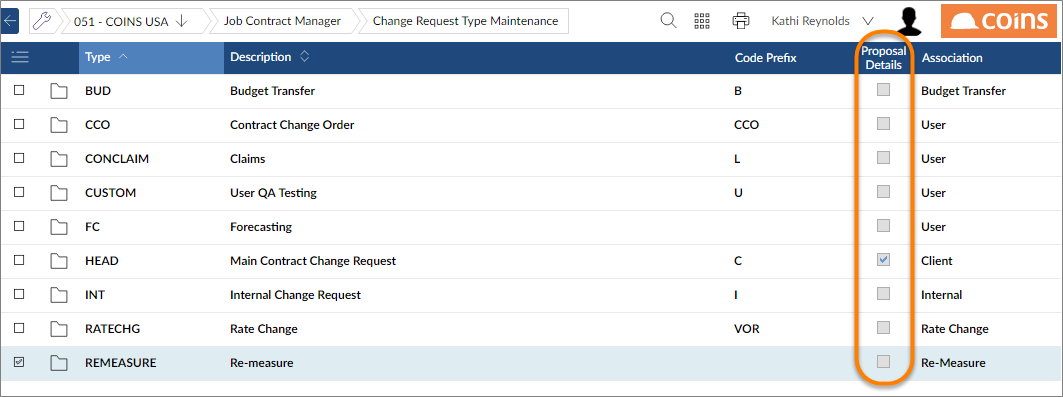 051 - COINS USA Job Contract Manager Change Request Type Maintenance Kathi Reynolds COINS
Type Description Code Prefix Proposal Details Association
BUD Budget Transfer B Budget Transfer
CCO Contract Change Order CCO User
CONCLAIM Claims L User
CUSTOM User QA Testing U User
FC Forecasting User
HEAD Main Contract Change Request C Client
INT Internal Change Request I Internal
RATECHG Rate Change VOR Rate Change
REMEASURE Re-measure Re-Measure